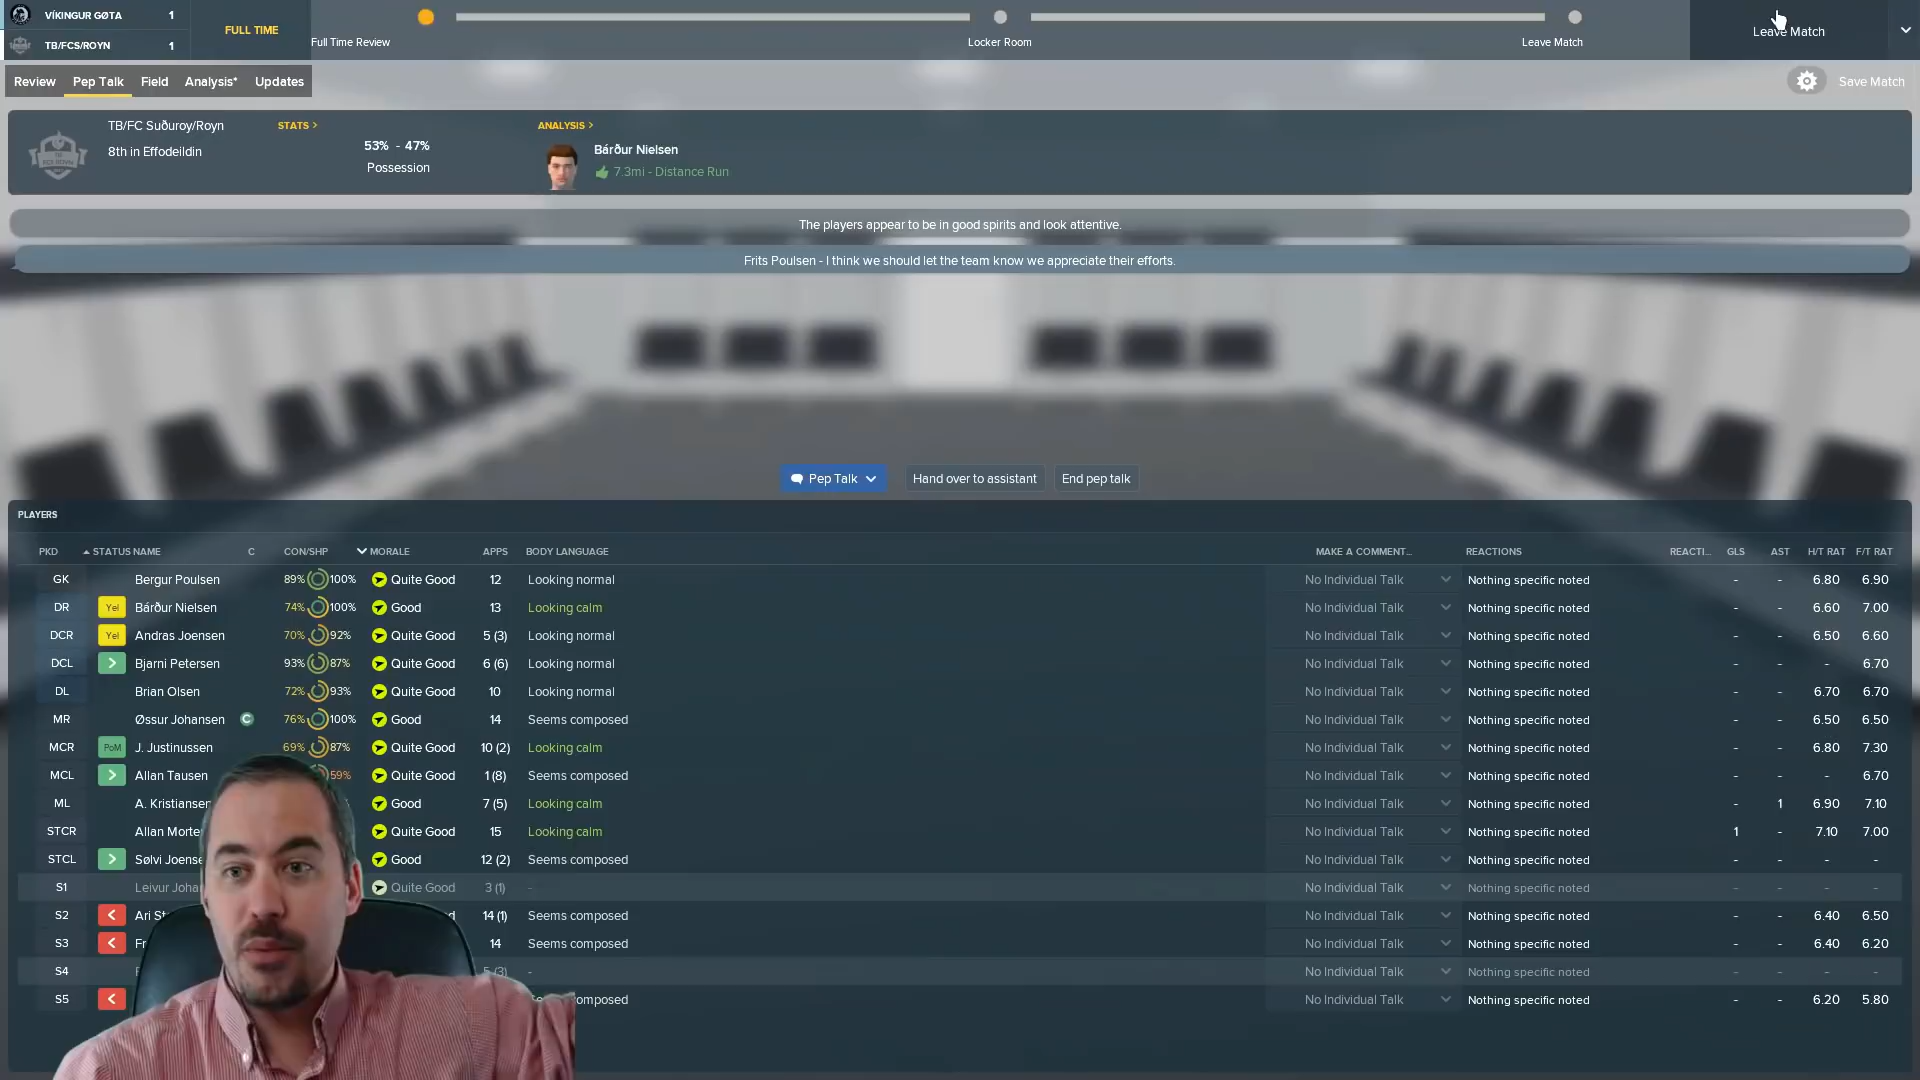 VÍKINGUR GØTA 1
TB/FCS/ROYN 1
FULL TIME
Full Time Review
Locker Room
Leave Match
Leave Match
Review Pep Talk Field Analysis* Updates
Save Match
TB/FC Suðuroy/Royn
8th in Effodeildin
STATS >
53% - 47%
Possession
ANALYSIS >
Bárður Nielsen
7.3mi - Distance Run
The players appear to be in good spirits and look attentive.
Frits Poulsen - I think we should let the team know we appreciate their efforts.
Pep Talk Hand over to assistant End pep talk
PLAYERS
PKD STATUS NAME C CON/SHP MORALE APPS BODY LANGUAGE MAKE A COMMENT... REACTIONS REACTI... GLS AST H/T RAT F/T RAT
GK Bergur Poulsen 89% 100% Quite Good 12 Looking normal No Individual Talk Nothing specific noted - - 6.80 6.90
DR Yel Bárður Nielsen 74% 100% Good 13 Looking calm No Individual Talk Nothing specific noted - - 6.60 7.00
DCR Yel Andras Joensen 70% 92% Quite Good 5 (3) Looking normal No Individual Talk Nothing specific noted - - 6.50 6.60
DCL Bjarni Petersen 93% 87% Quite Good 6 (6) Looking normal No Individual Talk Nothing specific noted - - - 6.70
DL Brian Olsen 72% 93% Quite Good 10 Looking normal No Individual Talk Nothing specific noted - - 6.70 6.70
MR Øssur Johansen C 76% 100% Good 14 Seems composed No Individual Talk Nothing specific noted - - 6.50 6.50
MCR PoM J. Justinussen 69% 87% Quite Good 10 (2) Looking calm No Individual Talk Nothing specific noted - - 6.80 7.30
MCL Allan Tausen 59% Quite Good 1 (8) Seems composed No Individual Talk Nothing specific noted - - - 6.70
ML A. Kristiansen Good 7 (5) Looking calm No Individual Talk Nothing specific noted - 1 6.90 7.10
STCR Allan Morte Quite Good 15 Looking calm No Individual Talk Nothing specific noted 1 - 7.10 7.00
STCL Sølvi Joense Good 12 (2) Seems composed No Individual Talk Nothing specific noted - - - -
S1 Leivur Joha Quite Good 3 (1) - No Individual Talk Nothing specific noted - - - -
S2 Ari St 14 (1) Seems composed No Individual Talk Nothing specific noted - - 6.40 6.50
S3 Fr 14 Seems composed No Individual Talk Nothing specific noted - - 6.40 6.20
S4 5 (3) - No Individual Talk Nothing specific noted - - - -
S5 omposed No Individual Talk Nothing specific noted - - 6.20 5.80